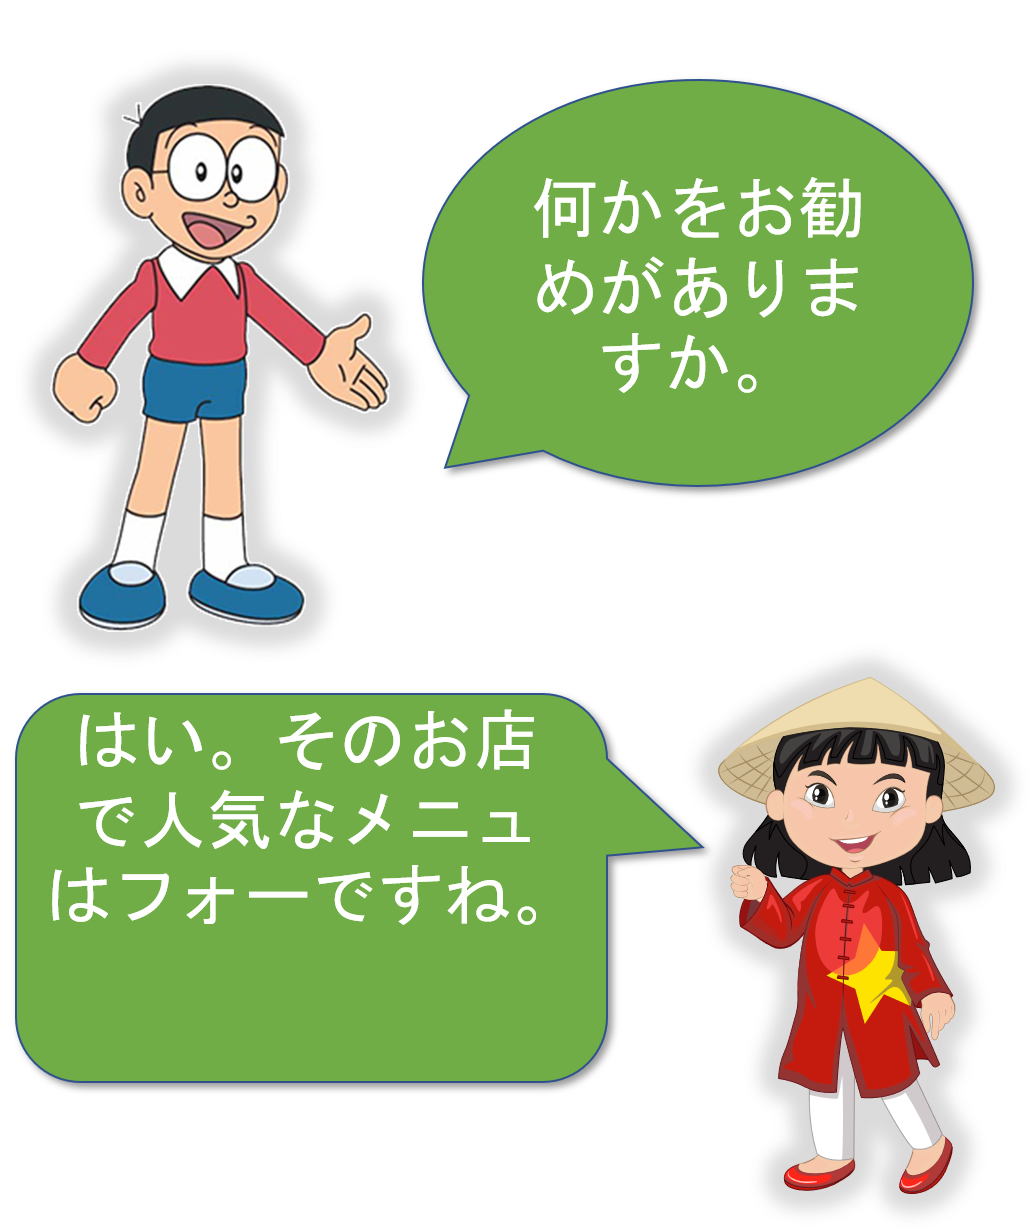 何かをお勧
めがありま
すか。
はい。そのお店
で人気なメニュ
はフォーですね。